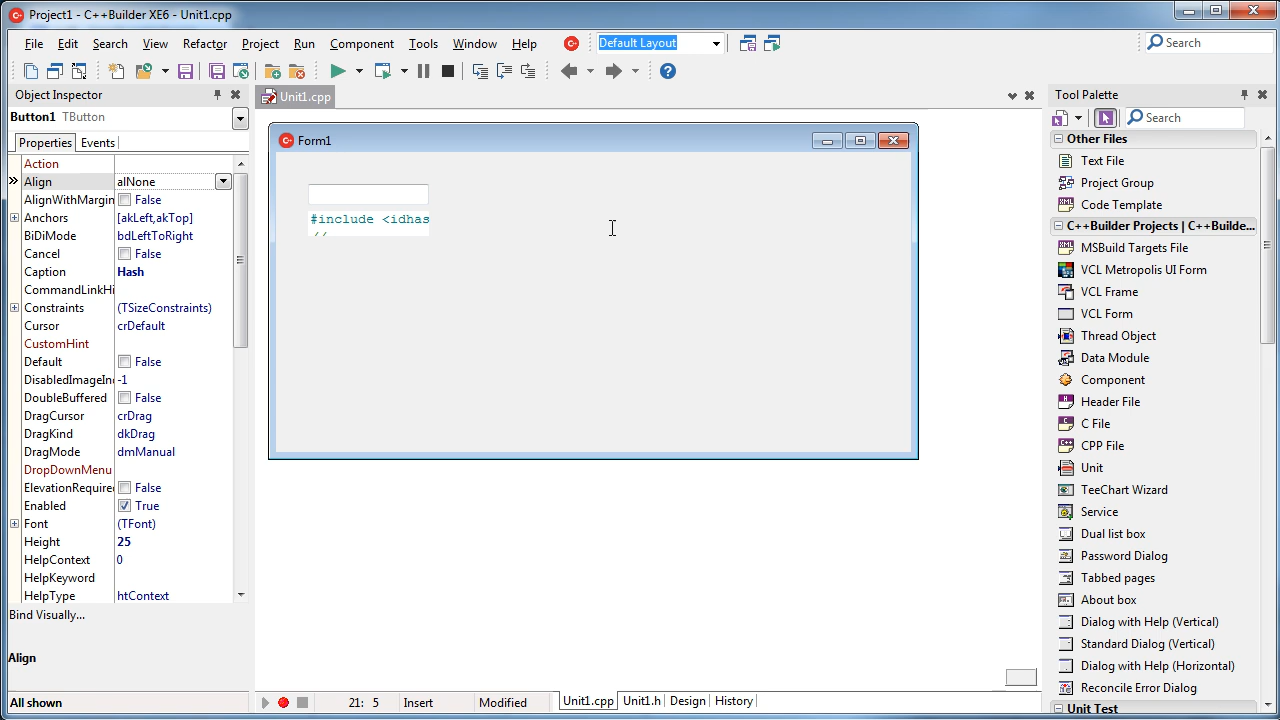 Project1 - C++Builder XE6 - Unit1.cpp
File Edit Search View Refactor Project Run Component Tools Window Help
Default Layout
Search
Object Inspector
Button1 TButton
Properties Events
Action
Align alNone
AlignWithMargin False
Anchors [akLeft,akTop]
BiDiMode bdLeftToRight
Cancel False
Caption Hash
CommandLinkHi
Constraints (TSizeConstraints)
Cursor crDefault
CustomHint
Default False
DisabledImageIn -1
DoubleBuffered False
DragCursor crDrag
DragKind dkDrag
DragMode dmManual
DropDownMenu
ElevationRequire False
Enabled True
Font (TFont)
Height 25
HelpContext 0
HelpKeyword
HelpType htContext
Bind Visually...
Align
All shown
Unit1.cpp
Form1
#include <idhas
//
21: 5 Insert Modified Unit1.cpp Unit1.h Design History
Tool Palette
Search
Other Files
Text File
Project Group
Code Template
C++Builder Projects | C++Builde...
MSBuild Targets File
VCL Metropolis UI Form
VCL Frame
VCL Form
Thread Object
Data Module
Component
Header File
C File
CPP File
Unit
TeeChart Wizard
Service
Dual list box
Password Dialog
Tabbed pages
About box
Dialog with Help (Vertical)
Standard Dialog (Vertical)
Dialog with Help (Horizontal)
Reconcile Error Dialog
Unit Test